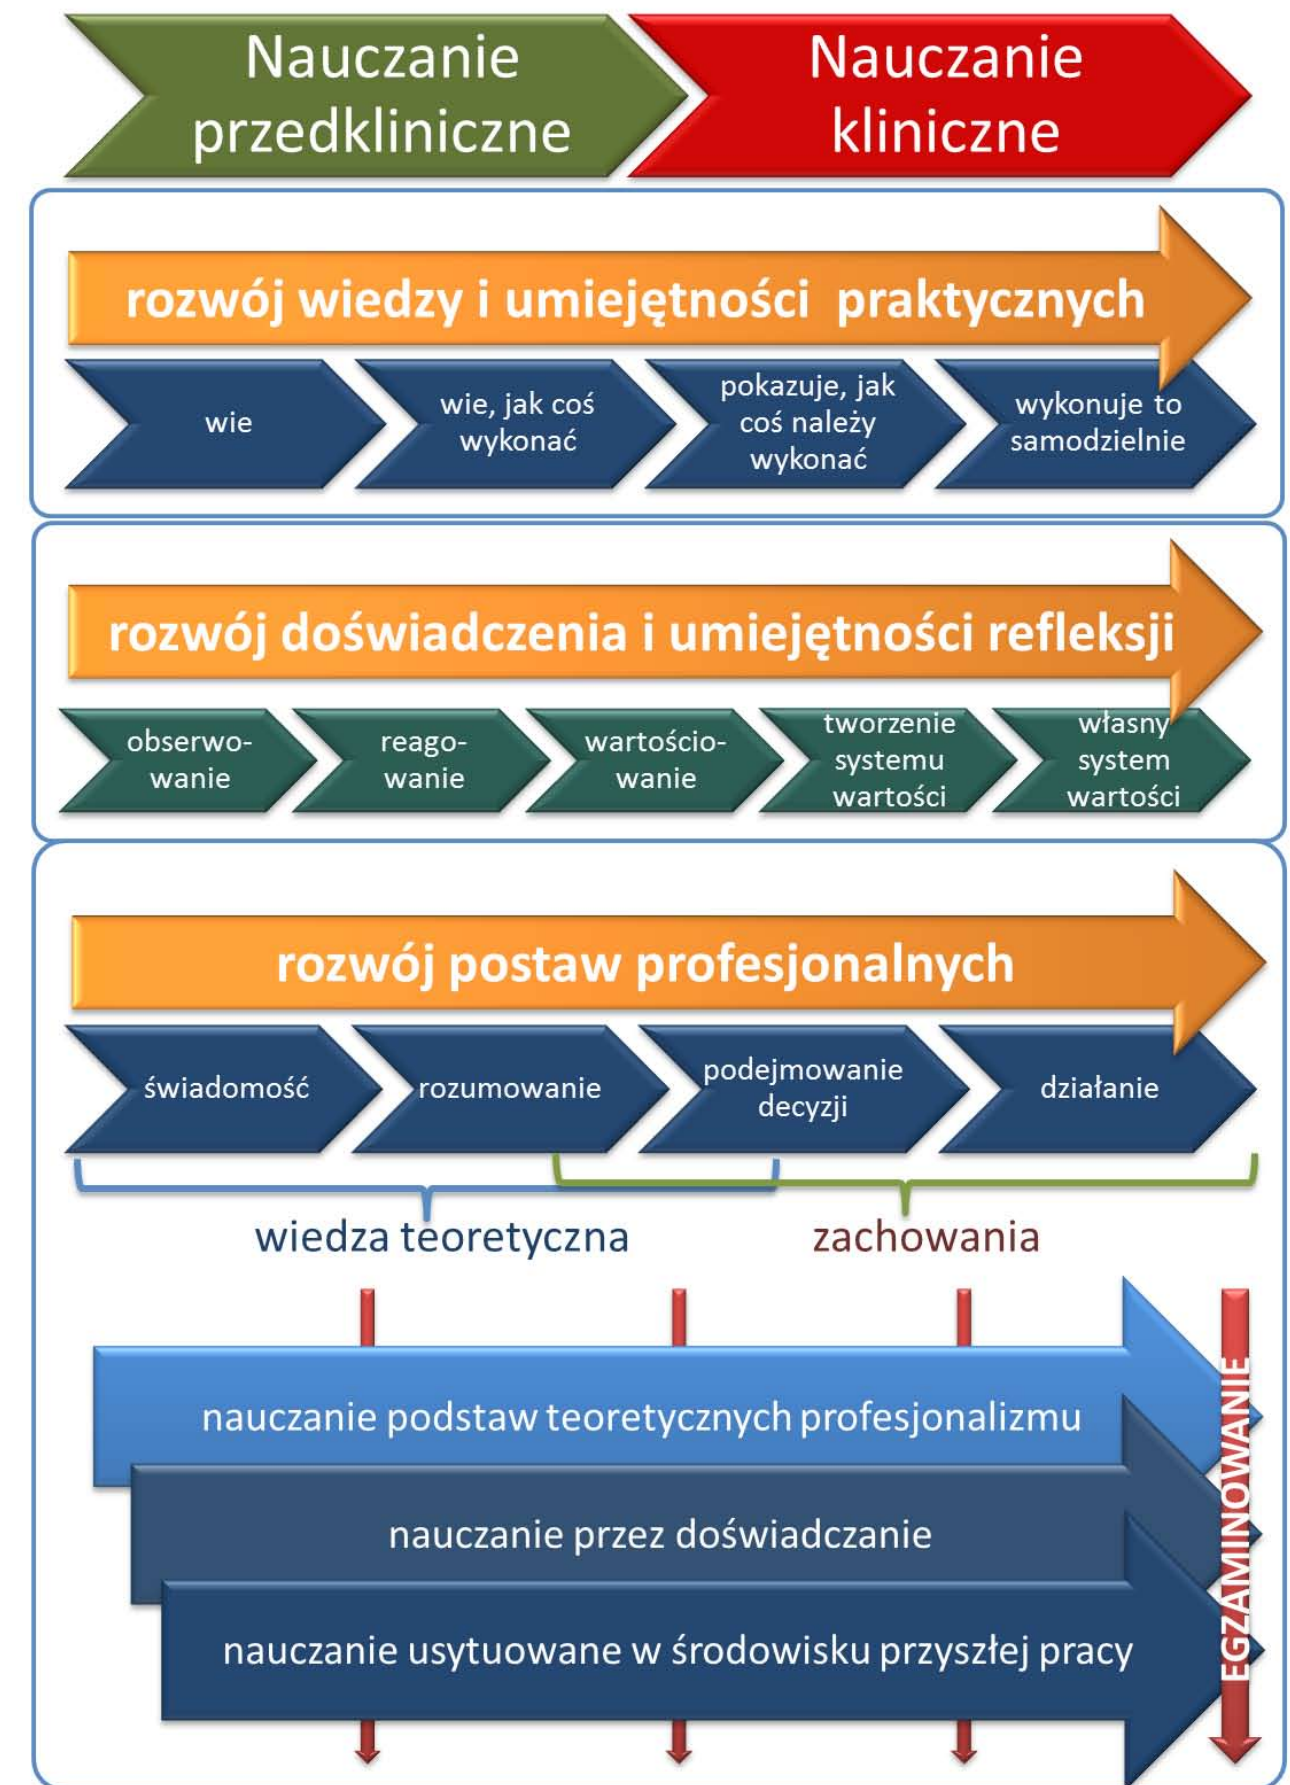 Nauczanie
przedkliniczne
Nauczanie
kliniczne
rozwój wiedzy i umiejętności praktycznych
wie
wie, jak coś
wykonać
pokazuje, jak
coś należy
wykonać
wykonuje to
samodzielnie
rozwój doświadczenia i umiejętności refleksji
obserwo-
wanie
reago-
wanie
wartościo-
wanie
tworzenie
systemu
wartości
własny
system
wartości
rozwój postaw profesjonalnych
świadomość
rozumowanie
podejmowanie
decyzji
działanie
wiedza teoretyczna
zachowania
nauczanie podstaw teoretycznych profesjonalizmu
nauczanie przez doświadczanie
nauczanie usytuowane w środowisku przyszłej pracy
EGZAMINOWANIE